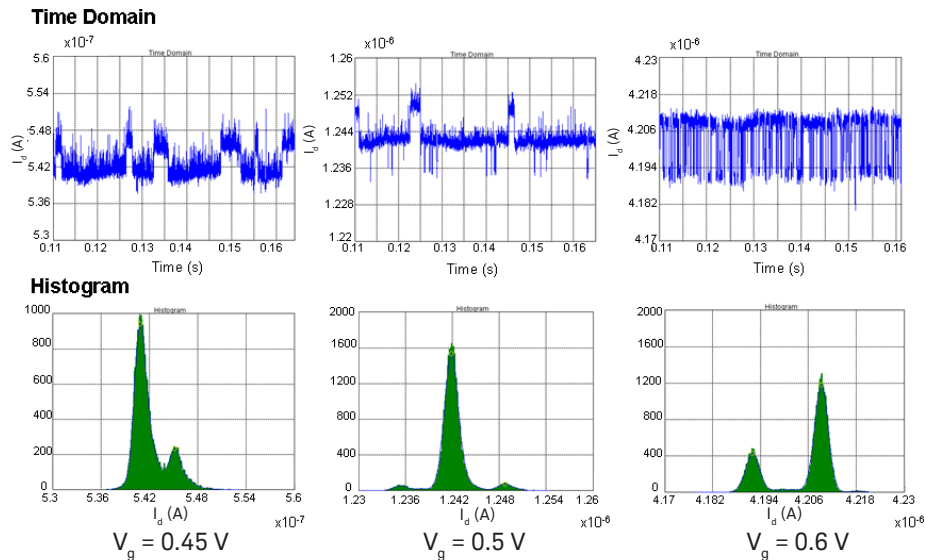 Time Domain
x10⁻⁷
Time Domain
5.6
5.54
5.48
5.42
5.36
5.3
I_d (A)
0.11 0.12 0.13 0.14 0.15 0.16
Time (s)
x10⁻⁶
Time Domain
1.26
1.252
1.244
1.236
1.228
1.22
I_d (A)
0.11 0.12 0.13 0.14 0.15 0.16
Time (s)
x10⁻⁶
Time Domain
4.23
4.218
4.206
4.194
4.182
4.17
I_d (A)
0.11 0.12 0.13 0.14 0.15 0.16
Time (s)
Histogram
Histogram
1000
800
600
400
200
0
5.3 5.36 5.42 5.48 5.54 5.6
I_d (A)
x10⁻⁷
V_g = 0.45 V
Histogram
2000
1600
1200
800
400
0
1.23 1.236 1.242 1.248 1.254 1.26
I_d (A)
x10⁻⁶
V_g = 0.5 V
Histogram
2000
1600
1200
800
400
0
4.17 4.182 4.194 4.206 4.218 4.23
I_d (A)
x10⁻⁶
V_g = 0.6 V